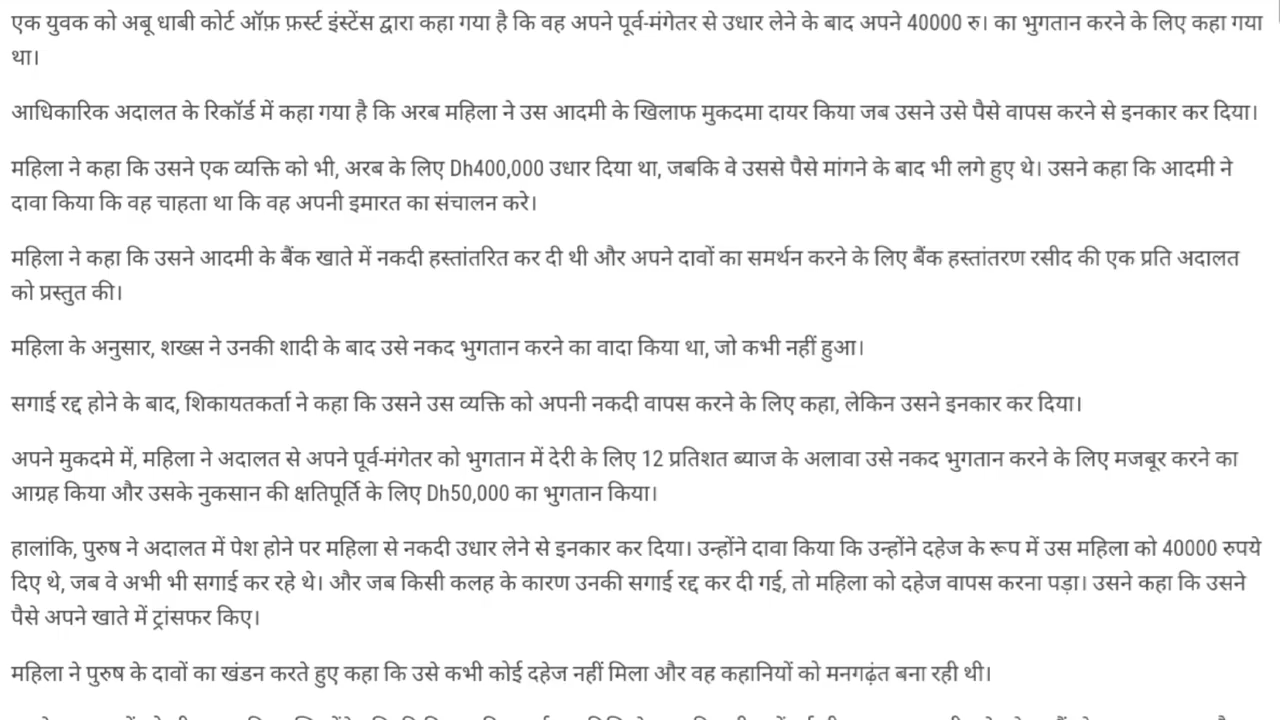 एक युवक को अबू धाबी कोर्ट ऑफ़ फ़र्स्ट इंस्टेंस द्वारा कहा गया है कि वह अपने पूर्व-मंगेतर से उधार लेने के बाद अपने 40000 रु। का भुगतान करने के लिए कहा गया
था।
आधिकारिक अदालत के रिकॉर्ड में कहा गया है कि अरब महिला ने उस आदमी के खिलाफ मुकदमा दायर किया जब उसने उसे पैसे वापस करने से इनकार कर दिया।
महिला ने कहा कि उसने एक व्यक्ति को भी, अरब के लिए Dh400,000 उधार दिया था, जबकि वे उससे पैसे मांगने के बाद भी लगे हुए थे। उसने कहा कि आदमी ने
दावा किया कि वह चाहता था कि वह अपनी इमारत का संचालन करे।
महिला ने कहा कि उसने आदमी के बैंक खाते में नकदी हस्तांतरित कर दी थी और अपने दावों का समर्थन करने के लिए बैंक हस्तांतरण रसीद की एक प्रति अदालत
को प्रस्तुत की।
महिला के अनुसार, शख्स ने उनकी शादी के बाद उसे नकद भुगतान करने का वादा किया था, जो कभी नहीं हुआ।
सगाई रद्द होने के बाद, शिकायतकर्ता ने कहा कि उसने उस व्यक्ति को अपनी नकदी वापस करने के लिए कहा, लेकिन उसने इनकार कर दिया।
अपने मुकदमे में, महिला ने अदालत से अपने पूर्व-मंगेतर को भुगतान में देरी के लिए 12 प्रतिशत ब्याज के अलावा उसे नकद भुगतान करने के लिए मजबूर करने का
आग्रह किया और उसके नुकसान की क्षतिपूर्ति के लिए Dh50,000 का भुगतान किया।
हालांकि, पुरुष ने अदालत में पेश होने पर महिला से नकदी उधार लेने से इनकार कर दिया। उन्होंने दावा किया कि उन्होंने दहेज के रूप में उस महिला को 40000 रुपये
दिए थे, जब वे अभी भी सगाई कर रहे थे। और जब किसी कलह के कारण उनकी सगाई रद्द कर दी गई, तो महिला को दहेज वापस करना पड़ा। उसने कहा कि उसने
पैसे अपने खाते में ट्रांसफर किए।
महिला ने पुरुष के दावों का खंडन करते हुए कहा कि उसे कभी कोई दहेज नहीं मिला और वह कहानियों को मनगढ़ंत बना रही थी।